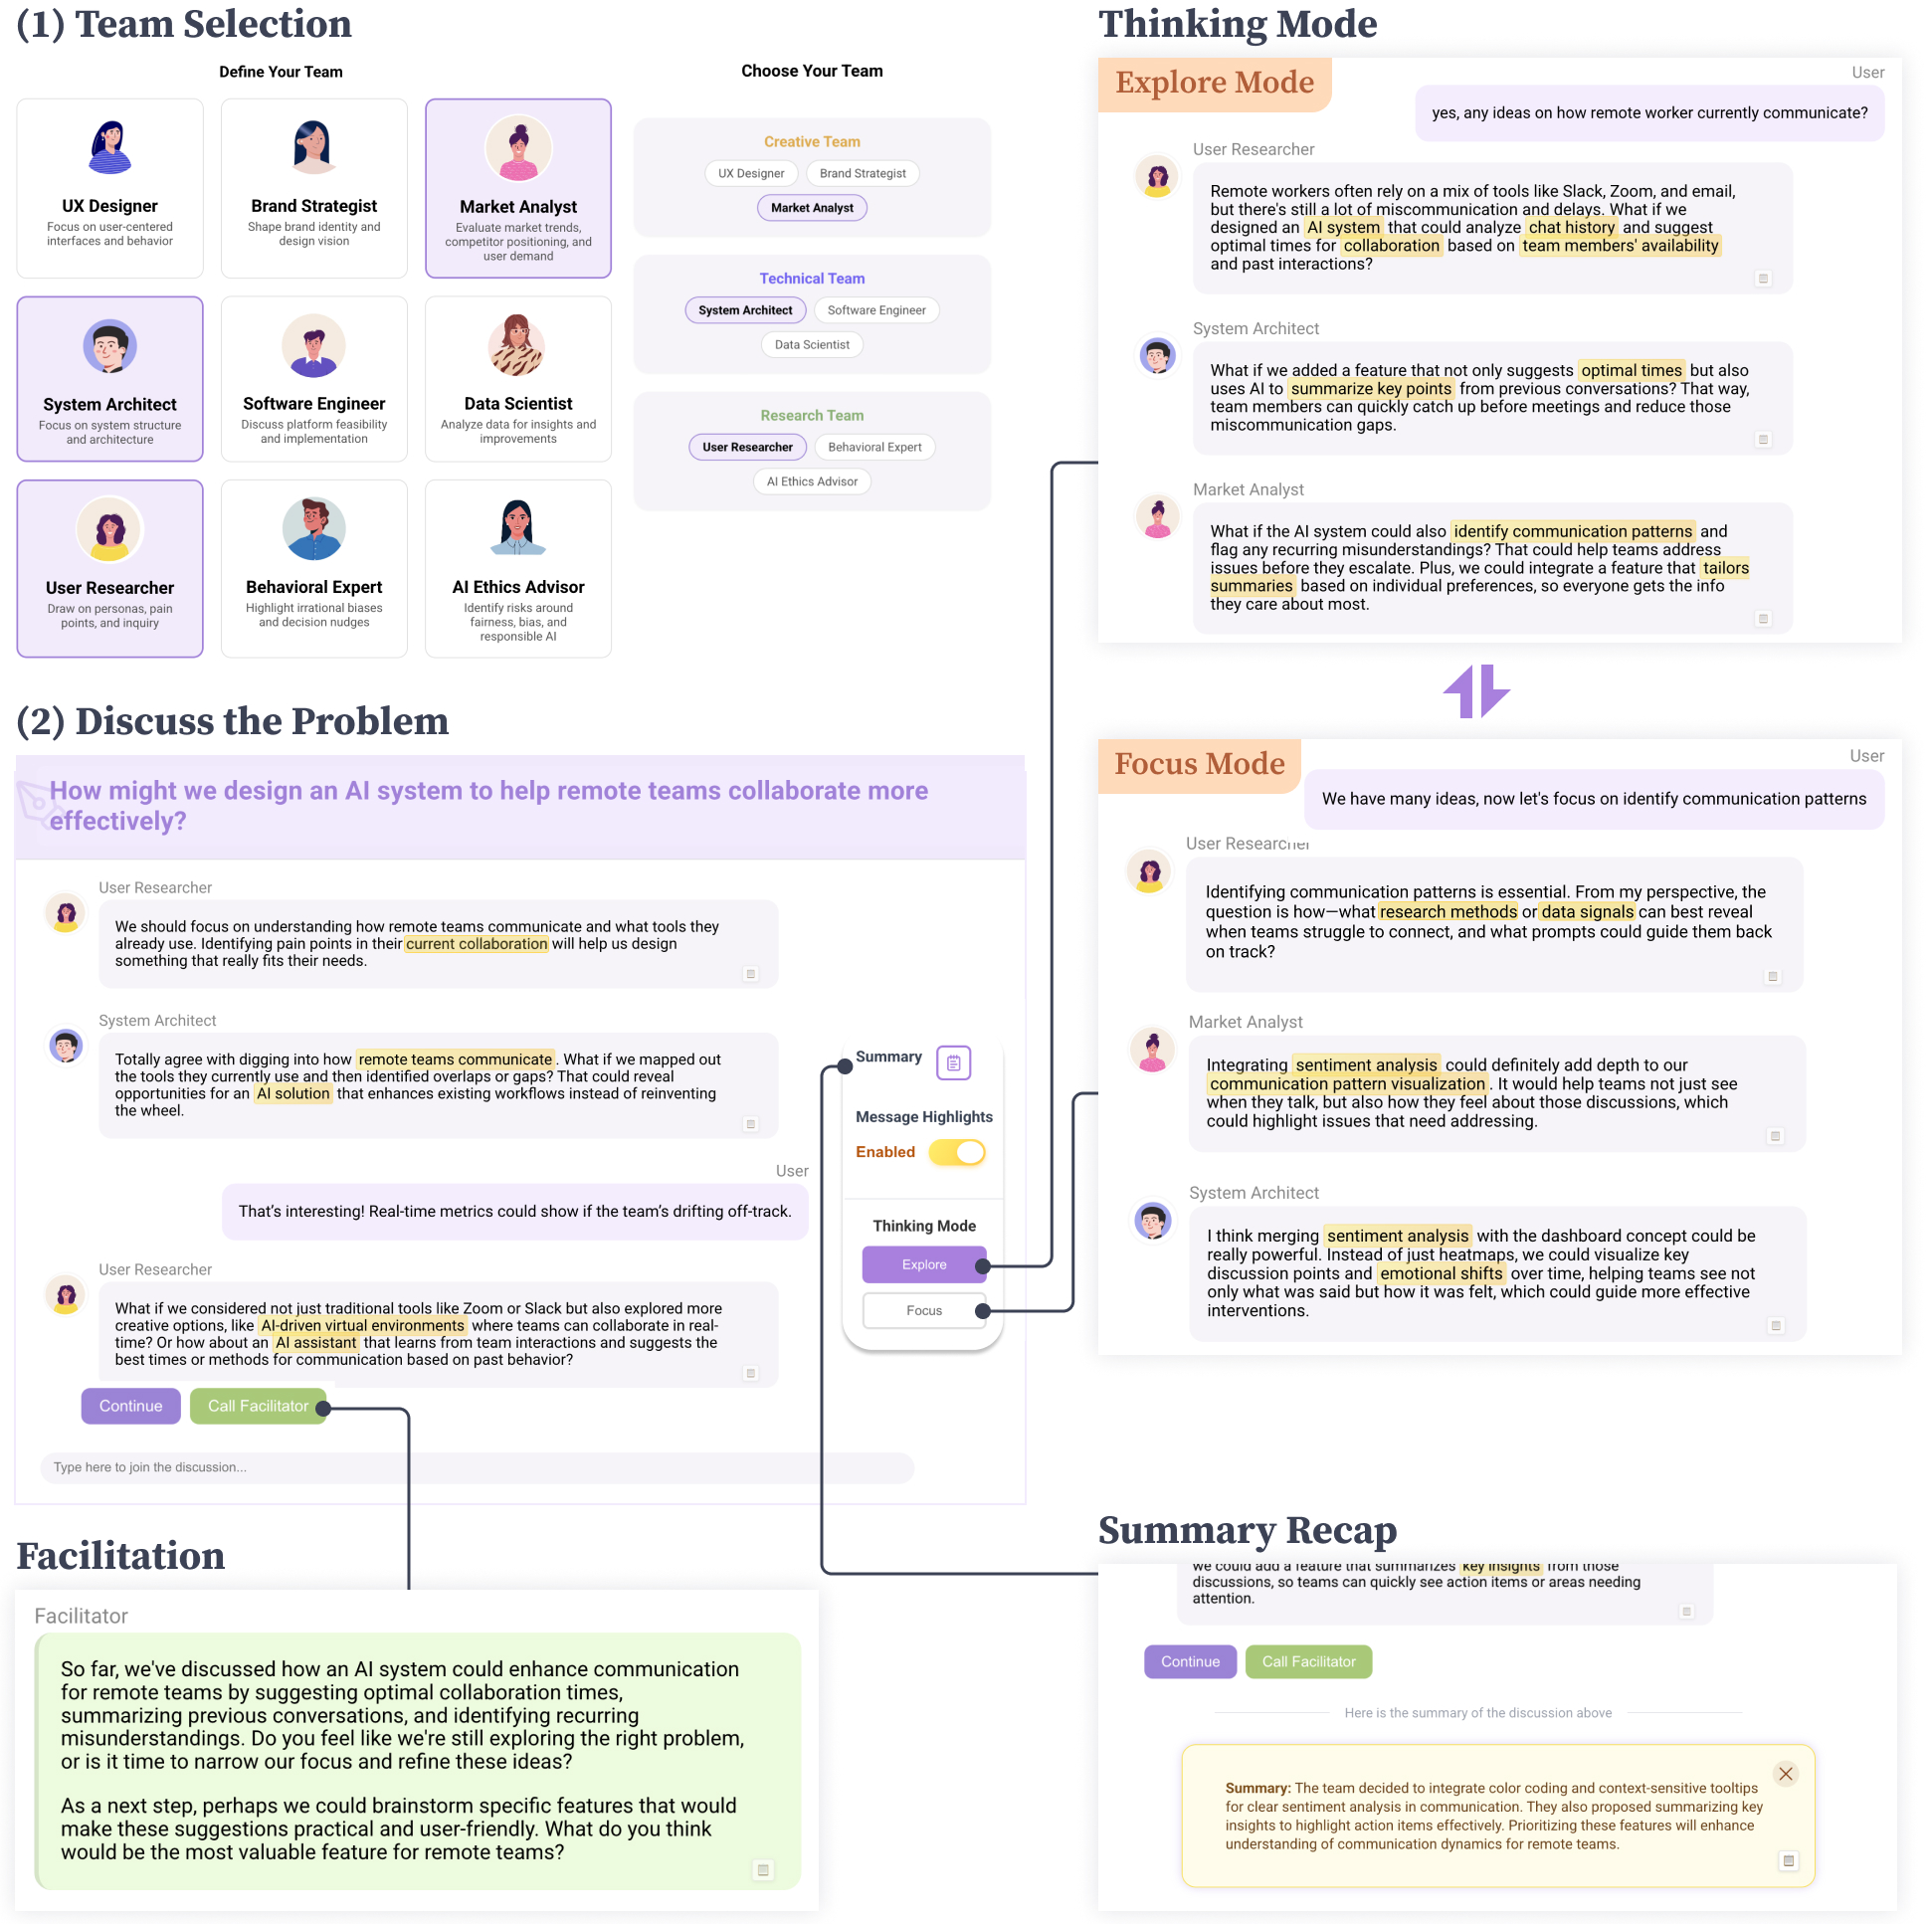 (1) Team Selection
Define Your Team
UX Designer
Focus on user-centered
interfaces and behavior
Brand Strategist
Shape brand identity and
design vision
Market Analyst
Evaluate market trends,
competitor positioning, and
user demand
System Architect
Focus on system structure
and architecture
Software Engineer
Discuss platform feasibility
and implementation
Data Scientist
Analyze data for insights and
improvements
User Researcher
Draw on personas, pain
points, and inquiry
Behavioral Expert
Highlight irrational biases
and decision nudges
AI Ethics Advisor
Identify risks around
fairness, bias, and
responsible AI
Choose Your Team
Creative Team
UX Designer
Brand Strategist
Market Analyst
Technical Team
System Architect
Software Engineer
Data Scientist
Research Team
User Researcher
Behavioral Expert
AI Ethics Advisor
(2) Discuss the Problem
How might we design an AI system to help remote teams collaborate more
effectively?
User Researcher
We should focus on understanding how remote teams communicate and what tools they
already use. Identifying pain points in their current collaboration will help us design
something that really fits their needs.
System Architect
Totally agree with digging into how remote teams communicate. What if we mapped out
the tools they currently use and then identified overlaps or gaps? That could reveal
opportunities for an AI solution that enhances existing workflows instead of reinventing
the wheel.
User
That's interesting! Real-time metrics could show if the team's drifting off-track.
User Researcher
What if we considered not just traditional tools like Zoom or Slack but also explored more
creative options, like AI-driven virtual environments where teams can collaborate in real-
time? Or how about an AI assistant that learns from team interactions and suggests the
best times or methods for communication based on past behavior?
Continue
Call Facilitator
Type here to join the discussion...
Summary
Message Highlights
Enabled
Thinking Mode
Explore
Focus
Facilitation
Facilitator
So far, we've discussed how an AI system could enhance communication
for remote teams by suggesting optimal collaboration times,
summarizing previous conversations, and identifying recurring
misunderstandings. Do you feel like we're still exploring the right problem,
or is it time to narrow our focus and refine these ideas?
As a next step, perhaps we could brainstorm specific features that would
make these suggestions practical and user-friendly. What do you think
would be the most valuable feature for remote teams?
Thinking Mode
Explore Mode
User
yes, any ideas on how remote worker currently communicate?
User Researcher
Remote workers often rely on a mix of tools like Slack, Zoom, and email,
but there's still a lot of miscommunication and delays. What if we
designed an AI system that could analyze chat history and suggest
optimal times for collaboration based on team members' availability
and past interactions?
System Architect
What if we added a feature that not only suggests optimal times but also
uses AI to summarize key points from previous conversations? That way,
team members can quickly catch up before meetings and reduce those
miscommunication gaps.
Market Analyst
What if the AI system could also identify communication patterns and
flag any recurring misunderstandings? That could help teams address
issues before they escalate. Plus, we could integrate a feature that tailors
summaries based on individual preferences, so everyone gets the info
they care about most.
Focus Mode
User
We have many ideas, now let's focus on identify communication patterns
User Researcher
Identifying communication patterns is essential. From my perspective, the
question is how—what research methods or data signals can best reveal
when teams struggle to connect, and what prompts could guide them back
on track?
Market Analyst
Integrating sentiment analysis could definitely add depth to our
communication pattern visualization. It would help teams not just see
when they talk, but also how they feel about those discussions, which
could highlight issues that need addressing.
System Architect
I think merging sentiment analysis with the dashboard concept could be
really powerful. Instead of just heatmaps, we could visualize key
discussion points and emotional shifts over time, helping teams see not
only what was said but how it was felt, which could guide more effective
interventions.
Summary Recap
we could add a feature that summarizes key insights from those
discussions, so teams can quickly see action items or areas needing
attention.
Continue
Call Facilitator
Here is the summary of the discussion above
Summary: The team decided to integrate color coding and context-sensitive tooltips
for clear sentiment analysis in communication. They also proposed summarizing key
insights to highlight action items effectively. Prioritizing these features will enhance
understanding of communication dynamics for remote teams.